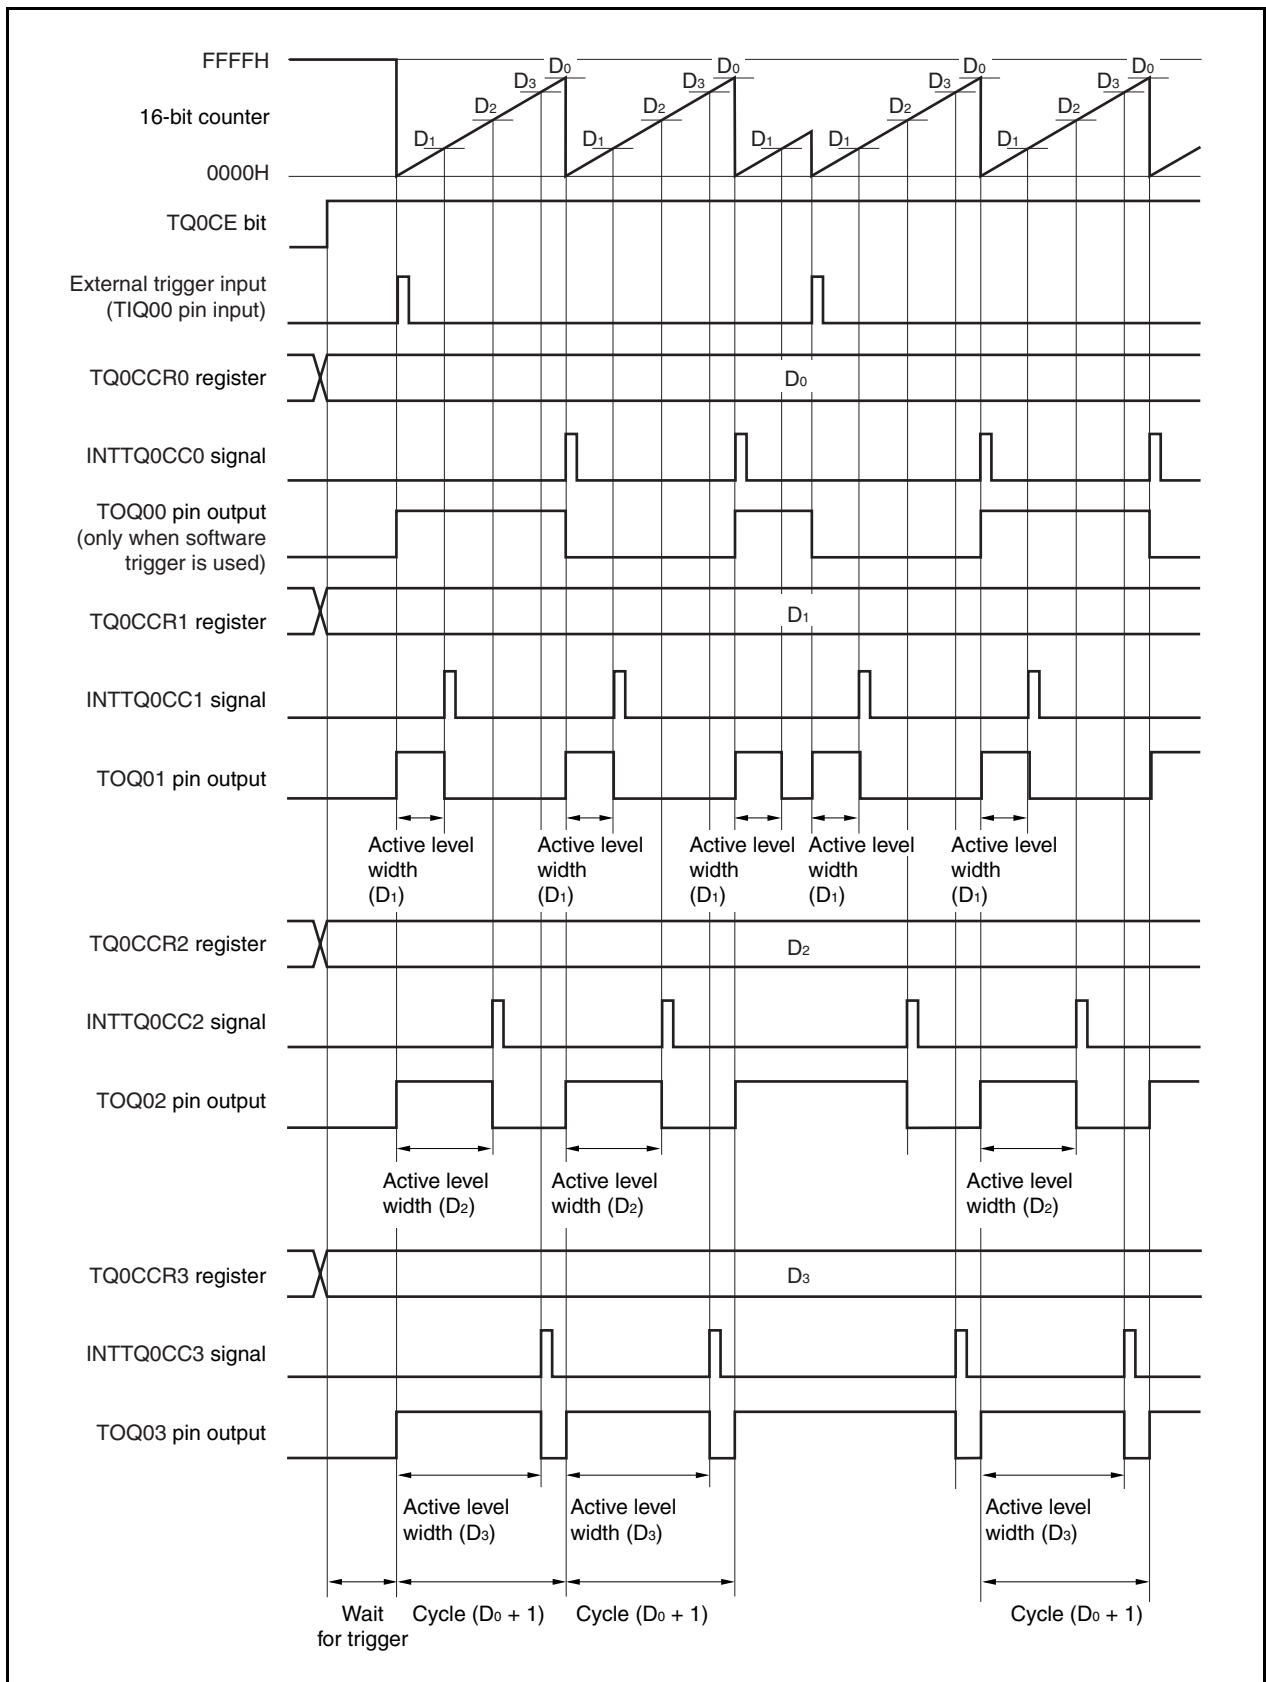 FFFFH
D0 D0 D0 D0
D3 D3 D3 D3
D2 D2 D2 D2
16-bit counter
D1 D1 D1 D1 D1
0000H
TQ0CE bit
External trigger input
(TIQ00 pin input)
TQ0CCR0 register
D0
INTTQ0CC0 signal
TOQ00 pin output
(only when software
trigger is used)
TQ0CCR1 register
D1
INTTQ0CC1 signal
TOQ01 pin output
Active level
width
(D1)
Active level
width
(D1)
Active level
width
(D1)
Active level
width
(D1)
Active level
width
(D1)
TQ0CCR2 register
D2
INTTQ0CC2 signal
TOQ02 pin output
Active level
width (D2)
Active level
width (D2)
Active level
width (D2)
TQ0CCR3 register
D3
INTTQ0CC3 signal
TOQ03 pin output
Active level
width (D3)
Active level
width (D3)
Active level
width (D3)
Wait
for trigger
Cycle (D0 + 1)
Cycle (D0 + 1)
Cycle (D0 + 1)